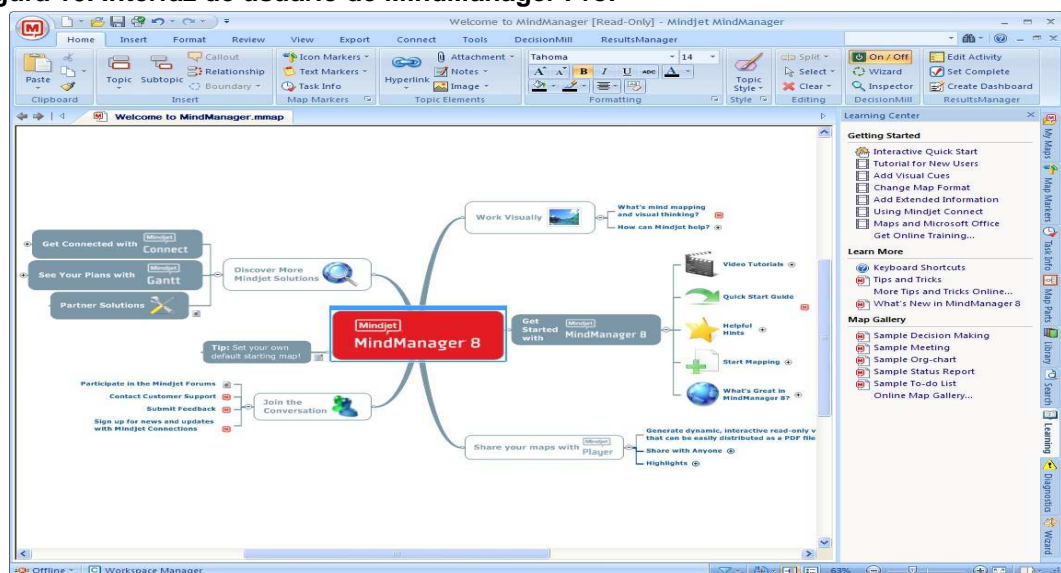 Welcome to MindManager [Read-Only] - Mindjet MindManager
Home Insert Format Review View Export Connect Tools DecisionMill ResultsManager
Paste
Clipboard
Topic Subtopic
Callout
Relationship
Boundary
Insert
Icon Markers
Text Markers
Task Info
Map Markers
Hyperlink
Attachment
Notes
Image
Topic Elements
Tahoma 14
A A B I U abc A
Formatting
Topic Style
Style
Split
Select
Clear
Editing
On / Off
Wizard
Inspector
DecisionMill
Edit Activity
Set Complete
Create Dashboard
ResultsManager
Welcome to MindManager.mmap
Work Visually
What's mind mapping
and visual thinking?
How can Mindjet help?
Get Connected with Mindjet Connect
See Your Plans with Mindjet Gantt
Partner Solutions
Discover More
Mindjet Solutions
Mindjet
MindManager 8
Tip: Set your own
default starting map!
Get
Started
with
Mindjet
MindManager 8
Video Tutorials
Quick Start Guide
Helpful
Hints
Start Mapping
What's Great in
MindManager 8?
Participate in the Mindjet Forums
Contact Customer Support
Submit Feedback
Sign up for news and updates
with Mindjet Connections
Join the
Conversation
Share your maps with Mindjet Player
Generate dynamic, interactive read-only v
that can be easily distributed as a PDF file
Share with Anyone
Highlights
Learning Center
Getting Started
Interactive Quick Start
Tutorial for New Users
Add Visual Cues
Change Map Format
Add Extended Information
Using Mindjet Connect
Maps and Microsoft Office
Get Online Training...
Learn More
Keyboard Shortcuts
Tips and Tricks
More Tips and Tricks Online...
What's New in MindManager 8
Map Gallery
Sample Decision Making
Sample Meeting
Sample Org-chart
Sample Status Report
Sample To-do List
Online Map Gallery...
My Maps
Map Markers
Task Info
Map Parts
Library
Search
Learning
Diagnostics
Wizard
Offline
Workspace Manager
63%